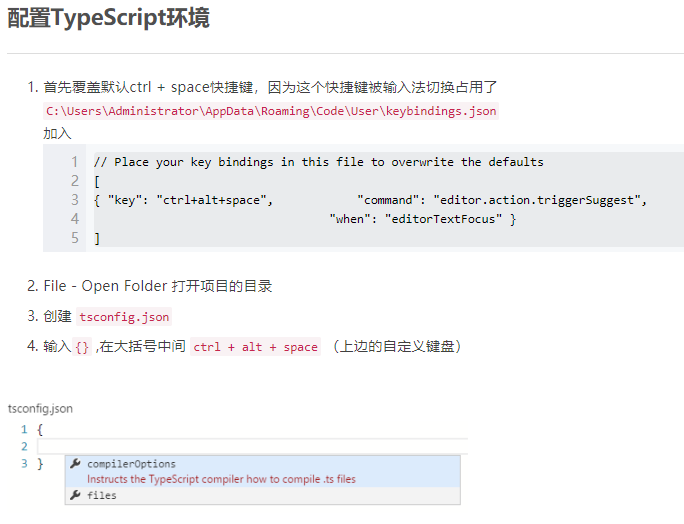 配置TypeScript环境
1. 首先覆盖默认ctrl + space快捷键，因为这个快捷键被输入法切换占用了
C:\Users\Administrator\AppData\Roaming\Code\User\keybindings.json
加入
1 // Place your key bindings in this file to overwrite the defaults
2 [
3 { "key": "ctrl+alt+space", "command": "editor.action.triggerSuggest",
4 "when": "editorTextFocus" }
5 ]
2. File - Open Folder 打开项目的目录
3. 创建 tsconfig.json
4. 输入 {} ,在大括号中间 ctrl + alt + space （上边的自定义键盘）
tsconfig.json
1 {
2
3 }
compilerOptions
Instructs the TypeScript compiler how to compile .ts files
files